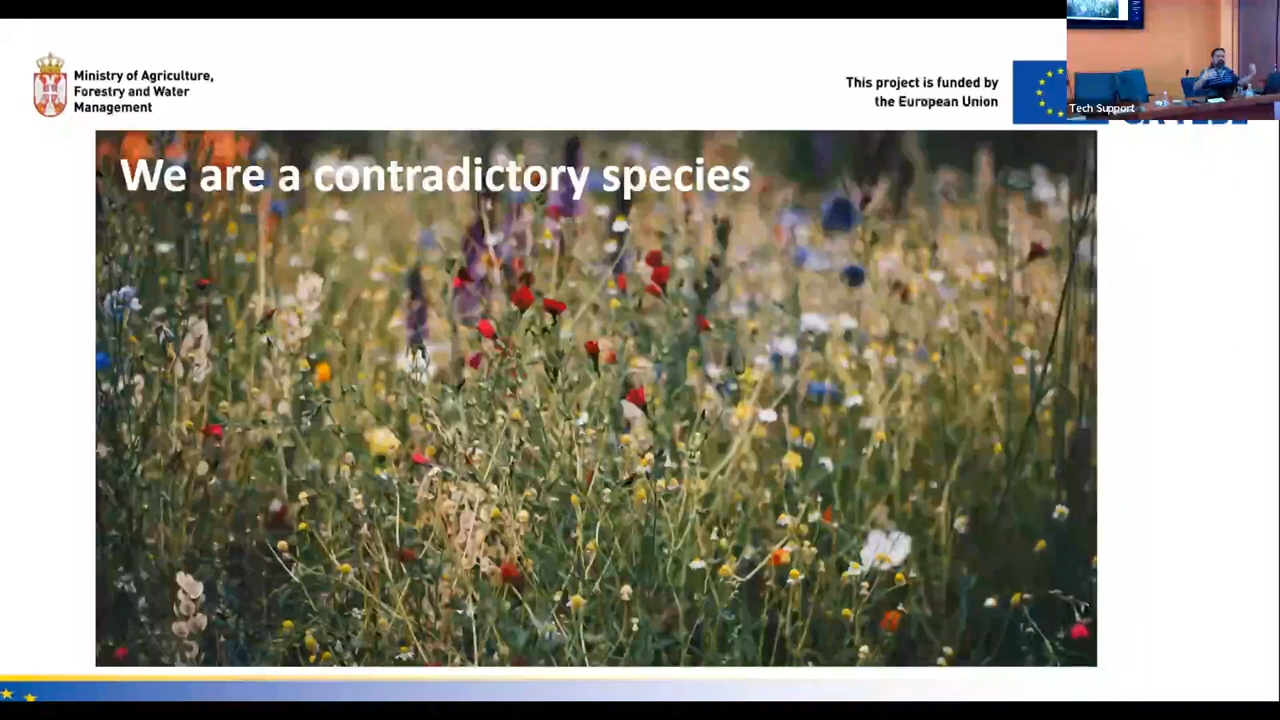 Ministry of Agriculture,
Forestry and Water
Management
This project is funded by
the European Union
Tech Support
We are a contradictory species